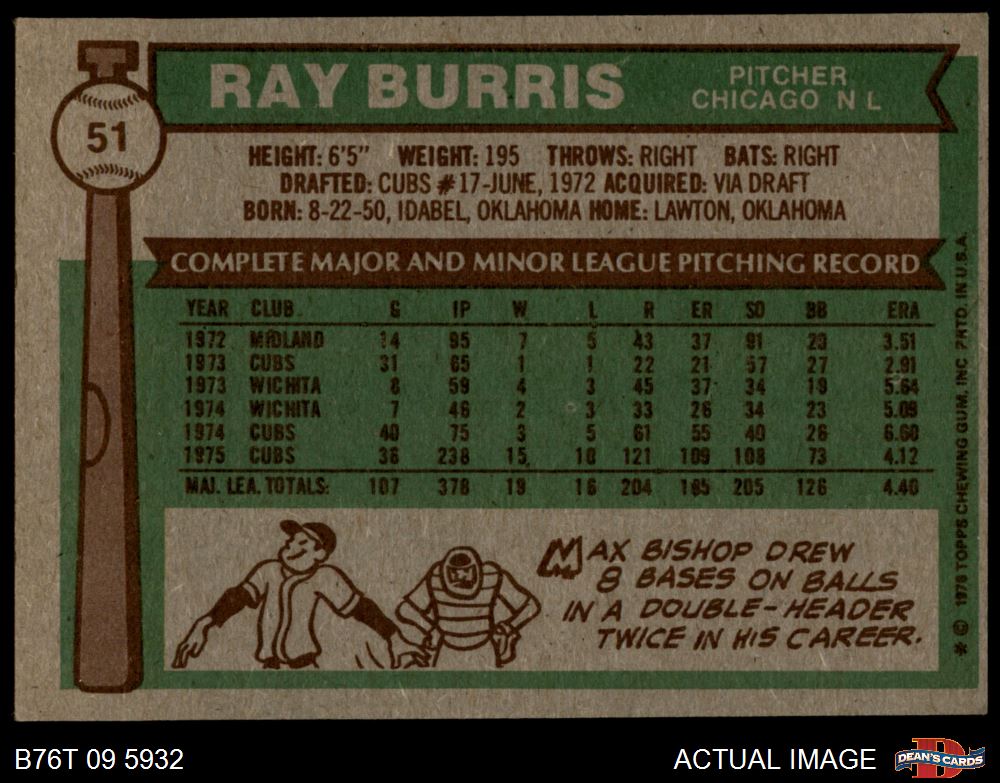 51
RAY BURRIS
PITCHER
CHICAGO N L
HEIGHT: 6'5" WEIGHT: 195 THROWS: RIGHT BATS: RIGHT
DRAFTED: CUBS #17-JUNE, 1972 ACQUIRED: VIA DRAFT
BORN: 8-22-50, IDABEL, OKLAHOMA HOME: LAWTON, OKLAHOMA
COMPLETE MAJOR AND MINOR LEAGUE PITCHING RECORD
YEAR CLUB G IP W L R ER SO BB ERA
1972 MIDLAND 14 95 7 5 43 37 91 29 3.51
1973 CUBS 31 65 1 1 22 21 57 27 2.91
1973 WICHITA 8 59 4 3 45 37 34 19 5.64
1974 WICHITA 7 46 2 3 33 26 34 23 5.09
1974 CUBS 40 75 3 5 61 55 40 26 6.60
1975 CUBS 36 238 15 10 121 109 108 73 4.12
MAJ. LEA. TOTALS: 107 378 19 16 204 185 205 126 4.40
MAX BISHOP DREW
8 BASES ON BALLS
IN A DOUBLE-HEADER
TWICE IN HIS CAREER.
* © 1976 TOPPS CHEWING GUM, INC PRTD. IN U.S.A.
B76T 09 5932
ACTUAL IMAGE
D
DEAN'S CARDS